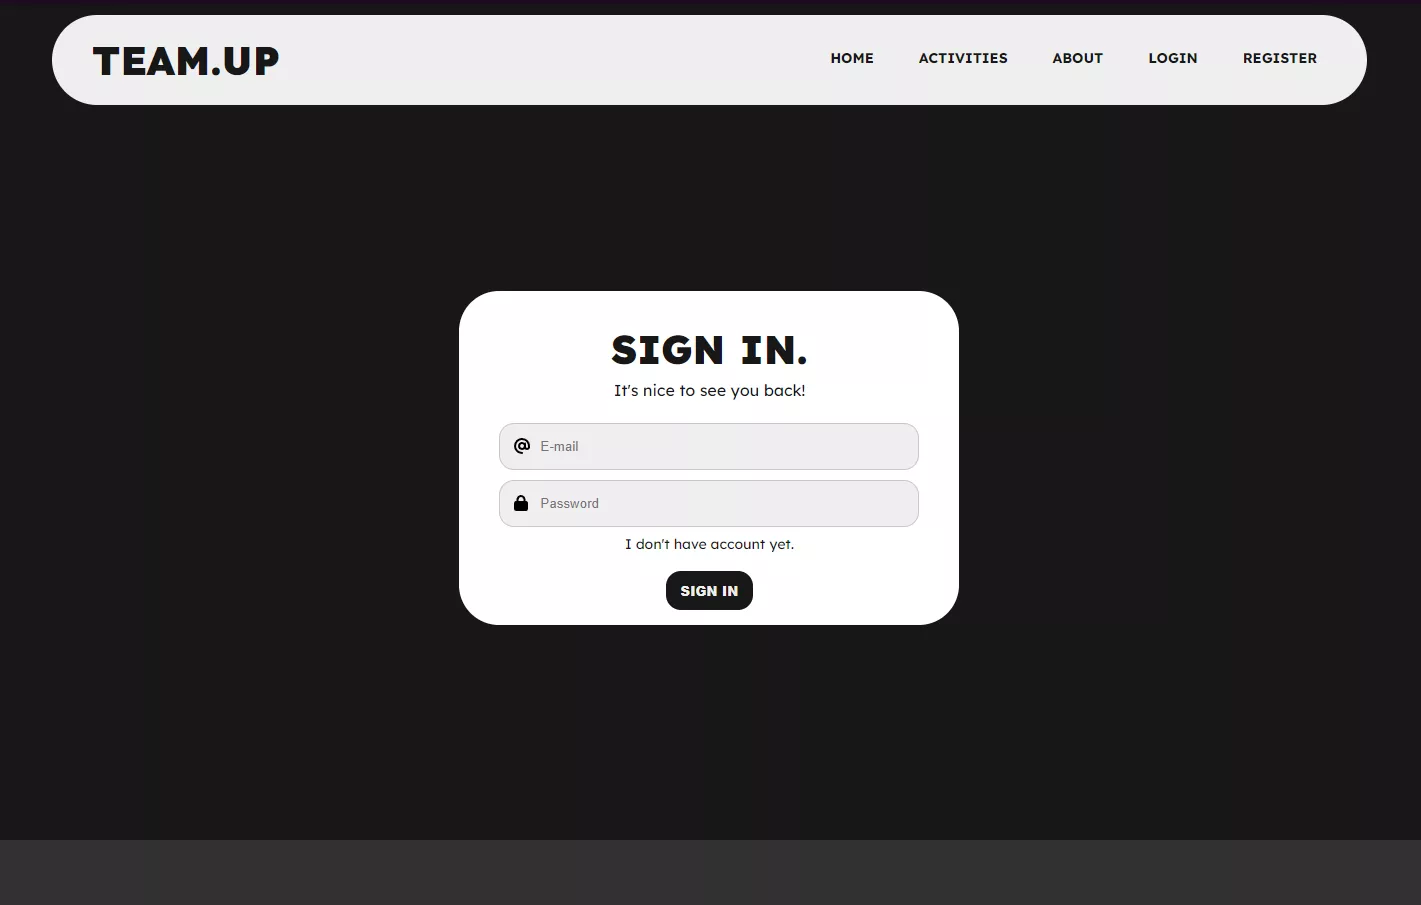 TEAM.UP
HOME ACTIVITIES ABOUT LOGIN REGISTER
SIGN IN.
It's nice to see you back!
E-mail
Password
I don't have account yet.
SIGN IN